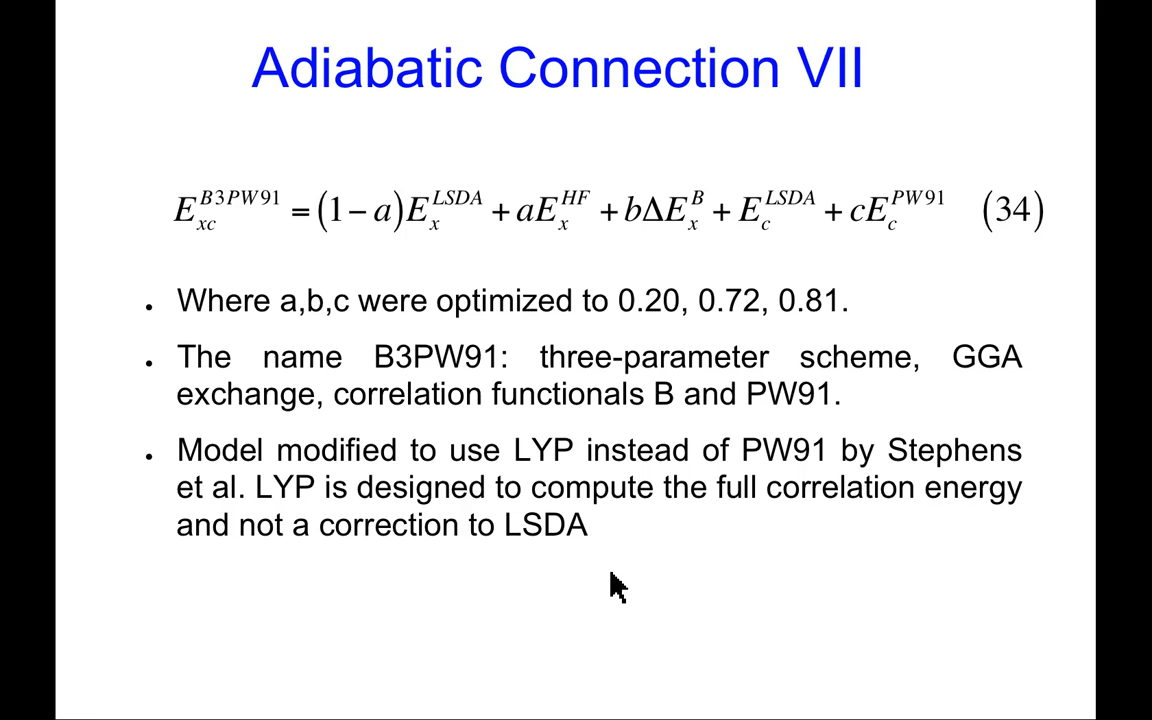 Adiabatic Connection VII
E_{xc}^{B3PW91} = (1 − a)E_x^{LSDA} + aE_x^{HF} + bΔE_x^B + E_c^{LSDA} + cE_c^{PW91} (34)
• Where a,b,c were optimized to 0.20, 0.72, 0.81.
• The name B3PW91: three-parameter scheme, GGA
exchange, correlation functionals B and PW91.
• Model modified to use LYP instead of PW91 by Stephens
et al. LYP is designed to compute the full correlation energy
and not a correction to LSDA